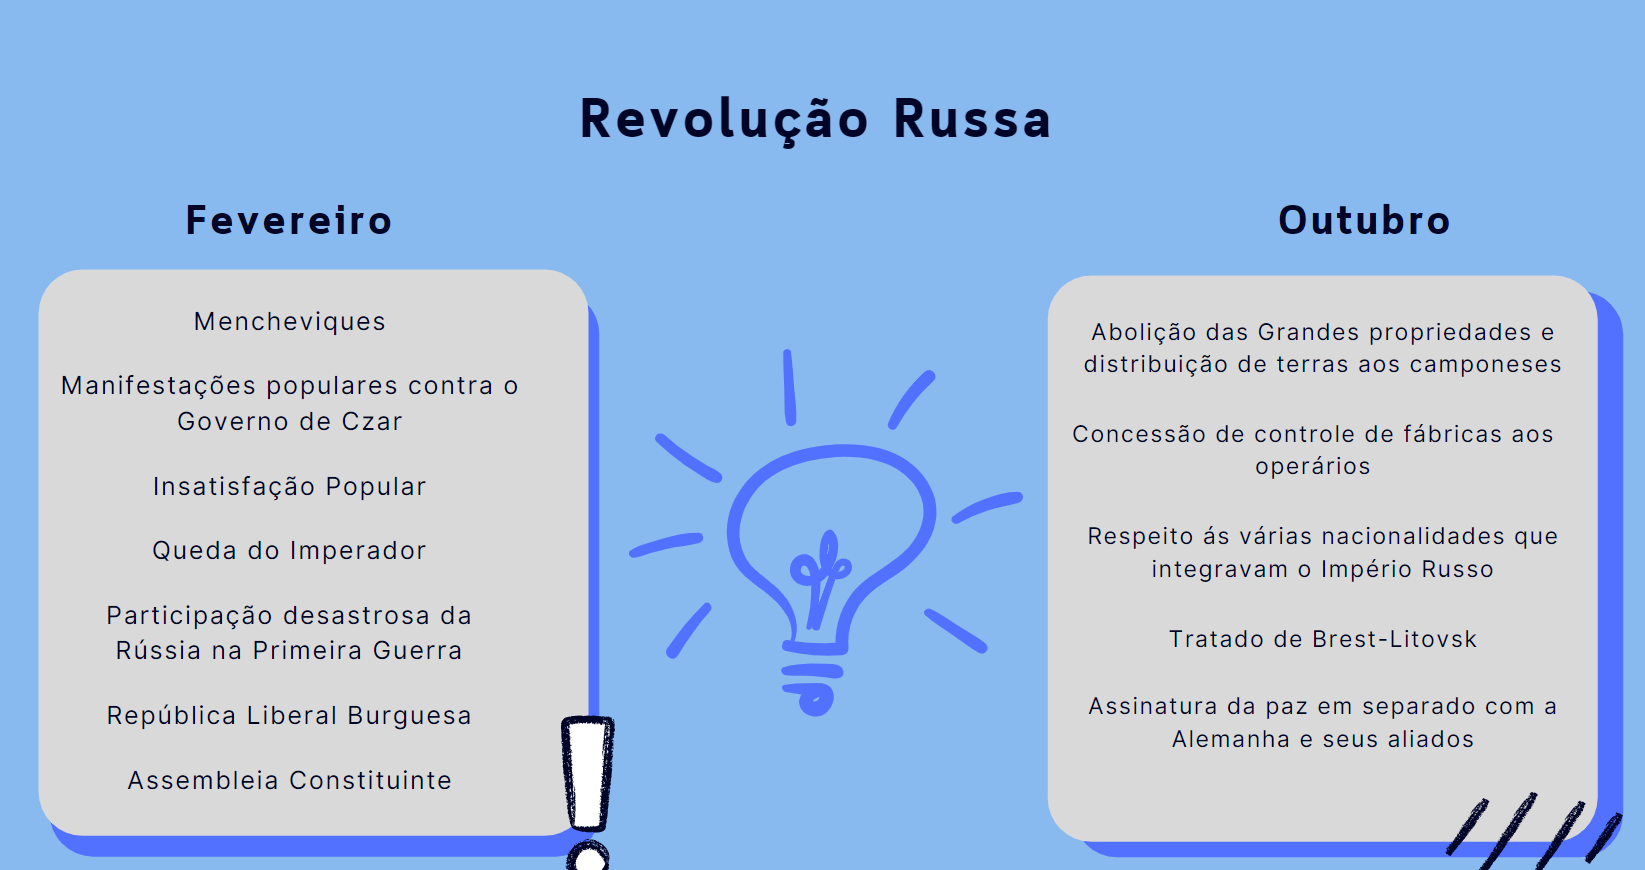 Revolução Russa
Fevereiro
Mencheviques
Manifestações populares contra o
Governo de Czar
Insatisfação Popular
Queda do Imperador
Participação desastrosa da
Rússia na Primeira Guerra
República Liberal Burguesa
Assembleia Constituinte
Outubro
Abolição das Grandes propriedades e
distribuição de terras aos camponeses
Concessão de controle de fábricas aos
operários
Respeito ás várias nacionalidades que
integravam o Império Russo
Tratado de Brest-Litovsk
Assinatura da paz em separado com a
Alemanha e seus aliados